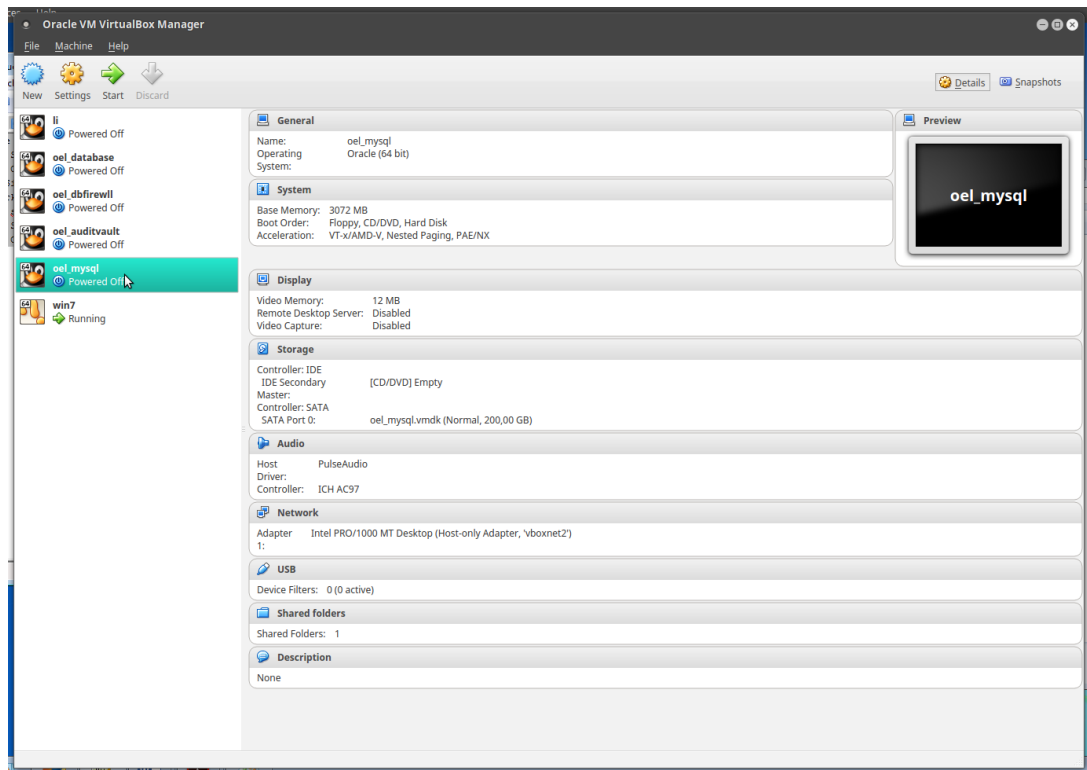 Oracle VM VirtualBox Manager
File Machine Help
New Settings Start Discard
Details Snapshots
64 li
Powered Off
64 oel_database
Powered Off
64 oel_dbfirewll
Powered Off
64 oel_auditvault
Powered Off
64 oel_mysql
Powered Off
64 win7
Running
General
Name: oel_mysql
Operating Oracle (64 bit)
System:
System
Base Memory: 3072 MB
Boot Order: Floppy, CD/DVD, Hard Disk
Acceleration: VT-x/AMD-V, Nested Paging, PAE/NX
Preview
oel_mysql
Display
Video Memory: 12 MB
Remote Desktop Server: Disabled
Video Capture: Disabled
Storage
Controller: IDE
IDE Secondary [CD/DVD] Empty
Master:
Controller: SATA
SATA Port 0: oel_mysql.vmdk (Normal, 200,00 GB)
Audio
Host PulseAudio
Driver:
Controller: ICH AC97
Network
Adapter Intel PRO/1000 MT Desktop (Host-only Adapter, 'vboxnet2')
1:
USB
Device Filters: 0 (0 active)
Shared folders
Shared Folders: 1
Description
None